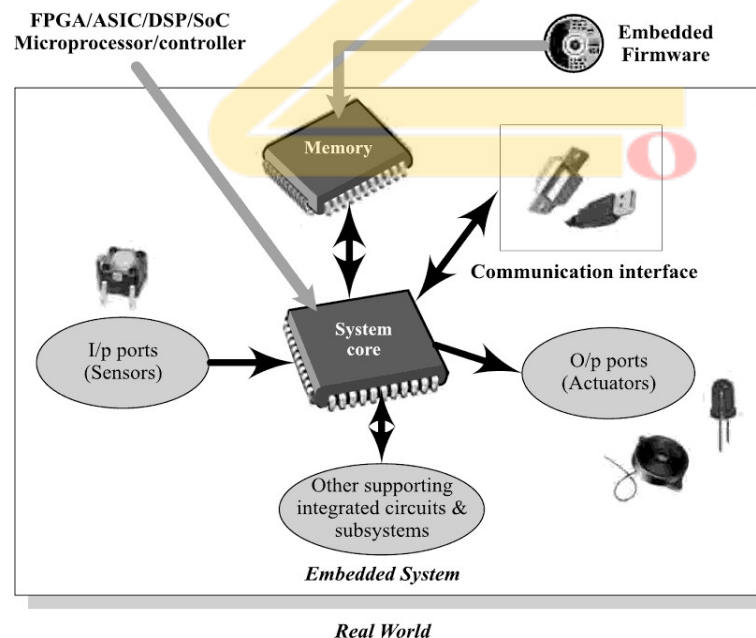 FPGA/ASIC/DSP/SoC
Microprocessor/controller
Embedded
Firmware
Memory
Communication interface
System
core
I/p ports
(Sensors)
O/p ports
(Actuators)
Other supporting
integrated circuits &
subsystems
Embedded System
Real World